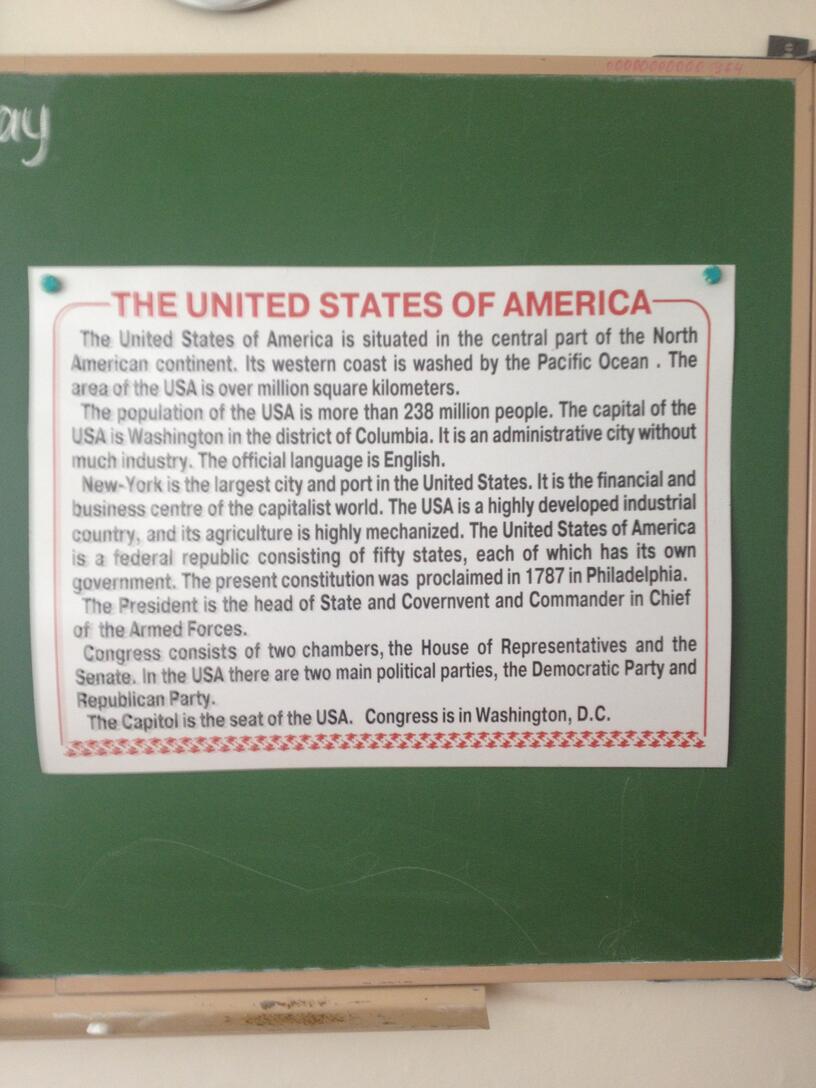 ay
THE UNITED STATES OF AMERICA
The United States of America is situated in the central part of the North
American continent. Its western coast is washed by the Pacific Ocean . The
area of the USA is over million square kilometers.
The population of the USA is more than 238 million people. The capital of the
USA is Washington in the district of Columbia. It is an administrative city without
much industry. The official language is English.
New-York is the largest city and port in the United States. It is the financial and
business centre of the capitalist world. The USA is a highly developed industrial
country, and its agriculture is highly mechanized. The United States of America
is a federal republic consisting of fifty states, each of which has its own
government. The present constitution was proclaimed in 1787 in Philadelphia.
The President is the head of State and Covernvent and Commander in Chief
of the Armed Forces.
Congress consists of two chambers, the House of Representatives and the
Senate. In the USA there are two main political parties, the Democratic Party and
Republican Party.
The Capitol is the seat of the USA. Congress is in Washington, D.C.